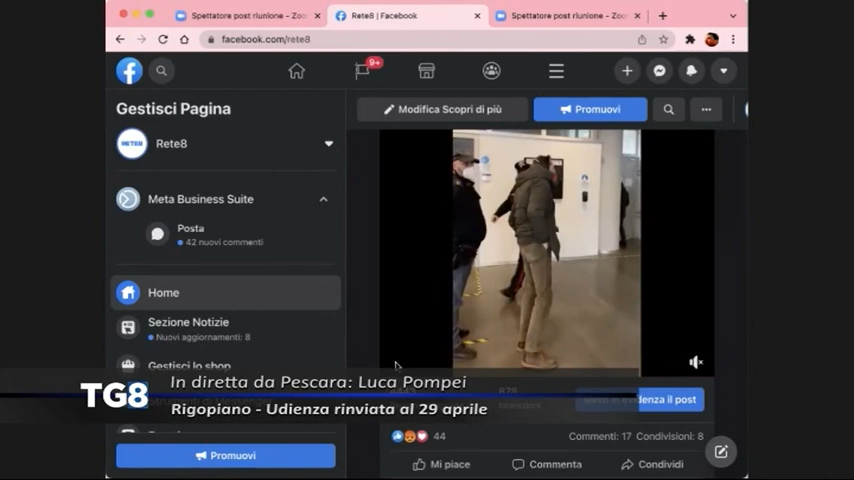 Spettatore post riunione – Zoo
Rete8 | Facebook
Spettatore post riunione – Zoo
facebook.com/rete8
9+
Gestisci Pagina
Modifica Scopri di più
Promuovi
RETE8
Rete8
Meta Business Suite
Posta
42 nuovi commenti
Home
Sezione Notizie
Nuovi aggiornamenti: 8
Gestisci lo shop
TG8
In diretta da Pescara: Luca Pompei
Rigopiano - Udienza rinviata al 29 aprile
in evidenza il post
44
Commenti: 17 Condivisioni: 8
Promuovi
Mi piace
Commenta
Condividi